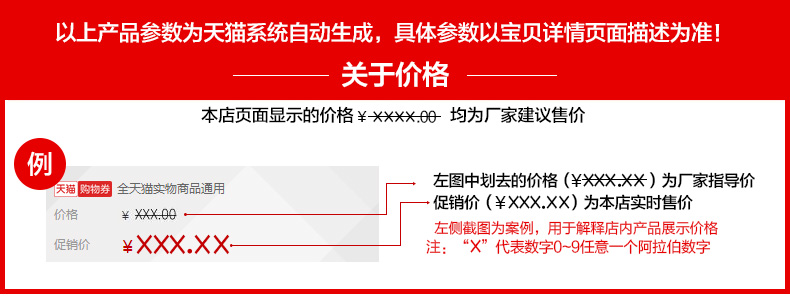 以上产品参数为天猫系统自动生成，具体参数以宝贝详情页面描述为准！
关于价格
本店页面显示的价格￥XXXX.00 均为厂家建议售价
例
天猫 购物券 全天猫实物商品通用
价格 ￥ XXX.00
促销价 ￥XXX.XX
左图中划去的价格（￥XXX.XX）为厂家指导价
促销价（￥XXX.XX）为本店实时售价
左侧截图为案例，用于解释店内产品展示价格
注：“X”代表数字0~9任意一个阿拉伯数字